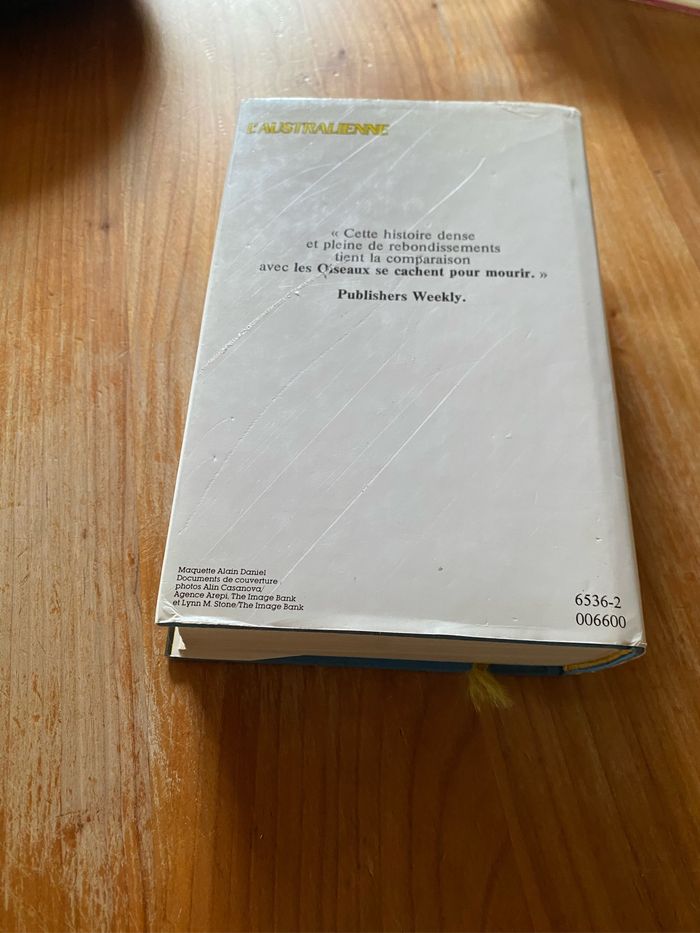 L'AUSTRALIENNE
« Cette histoire dense
et pleine de rebondissements
tient la comparaison
avec les Oiseaux se cachent pour mourir. »
Publishers Weekly.
Maquette Alain Daniel
Documents de couverture
photos Alin Casanova/
Agence Arepi, The Image Bank
et Lynn M. Stone/The Image Bank
6536-2
006600